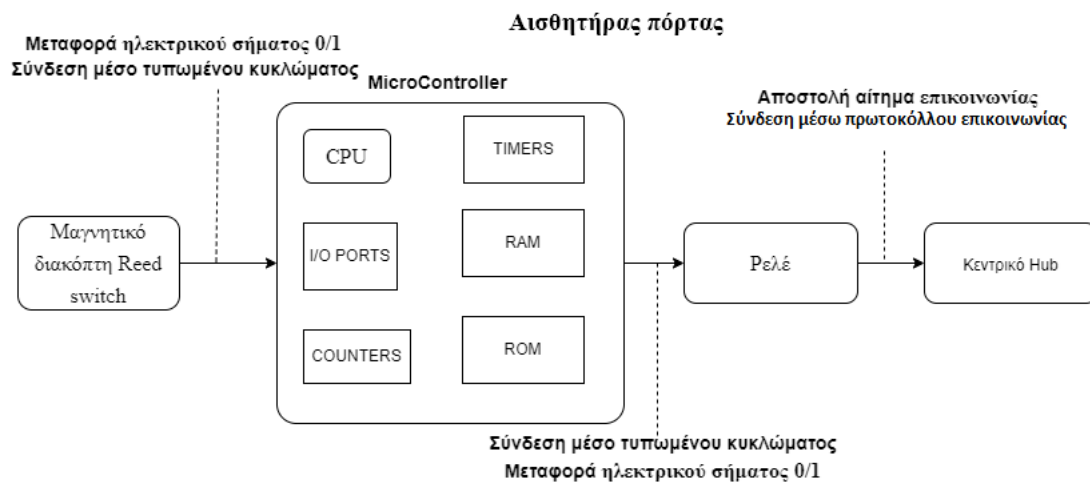 Αισθητήρας πόρτας
Μεταφορά ηλεκτρικού σήματος 0/1
Σύνδεση μέσο τυπωμένου κυκλώματος
MicroController
Αποστολή αίτημα επικοινωνίας
Σύνδεση μέσω πρωτοκόλλου επικοινωνίας
CPU
TIMERS
Μαγνητικό
διακόπτη Reed
switch
I/O PORTS
RAM
Ρελέ
Κεντρικό Hub
COUNTERS
ROM
Σύνδεση μέσο τυπωμένου κυκλώματος
Μεταφορά ηλεκτρικού σήματος 0/1